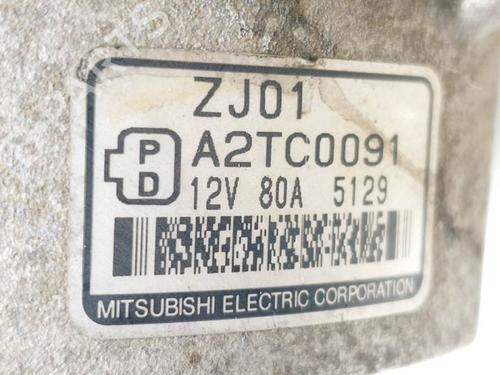 ZJ01
P
D
A2TC0091
12V 80A 5129
MITSUBISHI ELECTRIC CORPORATION